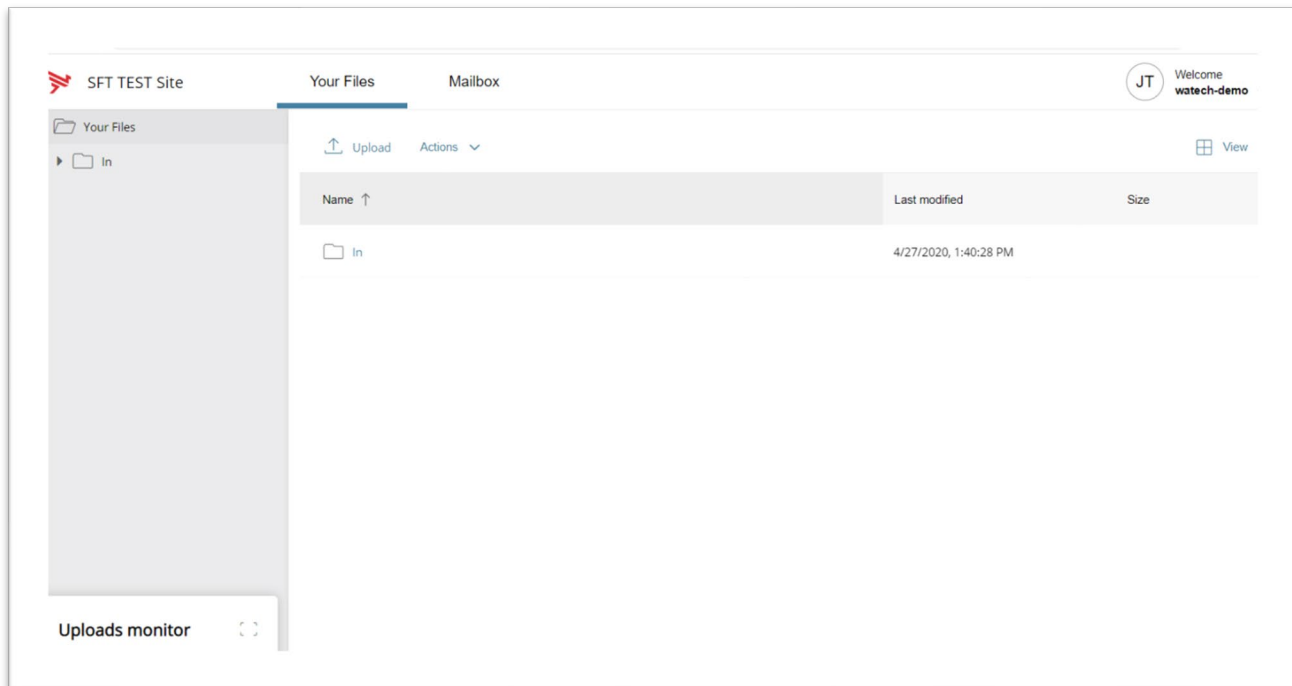 SFT TEST Site
Your Files Mailbox
JT
Welcome
watech-demo
Your Files
In
Upload Actions View
Name Last modified Size
In 4/27/2020, 1:40:28 PM
Uploads monitor